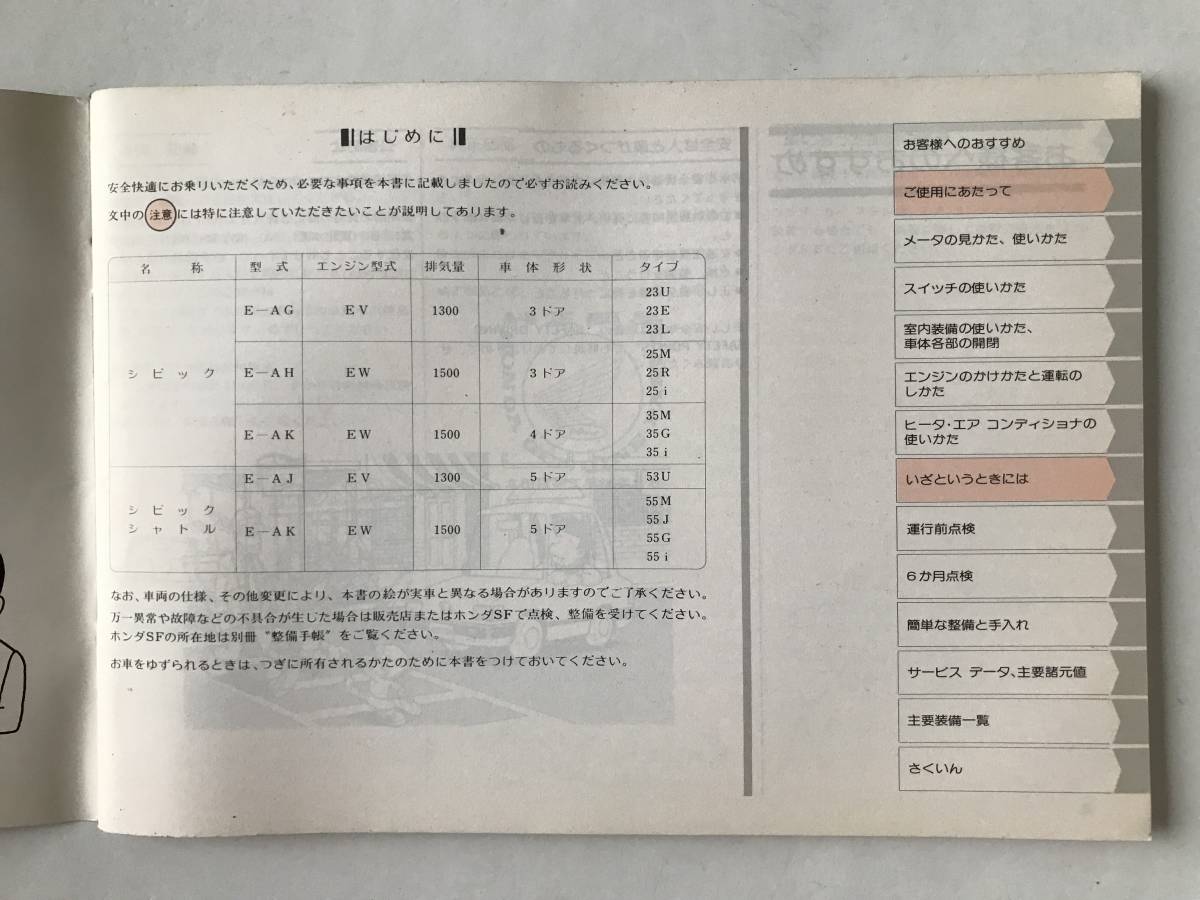 はじめに
安全快適にお乗りいただくため、必要な事項を本書に記載しましたので必ずお読みください。
文中の注意には特に注意していただきたいことが説明してあります。
名称 型式 エンジン型式 排気量 車体形状 タイプ
シビック
E－AG EV 1300 3ドア
23U
23E
23L
E－AH EW 1500 3ドア
25M
25R
25i
E－AK EW 1500 4ドア
35M
35G
35i
シビック
シャトル
E－AJ EV 1300 5ドア 53U
E－AK EW 1500 5ドア
55M
55J
55G
55i
なお、車両の仕様、その他変更により、本書の絵が実車と異なる場合がありますのでご了承ください。
万一異常や故障などの不具合が生じた場合は販売店またはホンダSFで点検、整備を受けてください。
ホンダSFの所在地は別冊“整備手帳”をご覧ください。
お車をゆずられるときは、つぎに所有されるかたのために本書をつけておいてください。
お客様へのおすすめ
ご使用にあたって
メータの見かた、使いかた
スイッチの使いかた
室内装備の使いかた、
車体各部の開閉
エンジンのかけかたと運転の
しかた
ヒータ・エア コンディショナの
使いかた
いざというときには
運行前点検
6か月点検
簡単な整備と手入れ
サービス データ、主要諸元値
主要装備一覧
さくいん